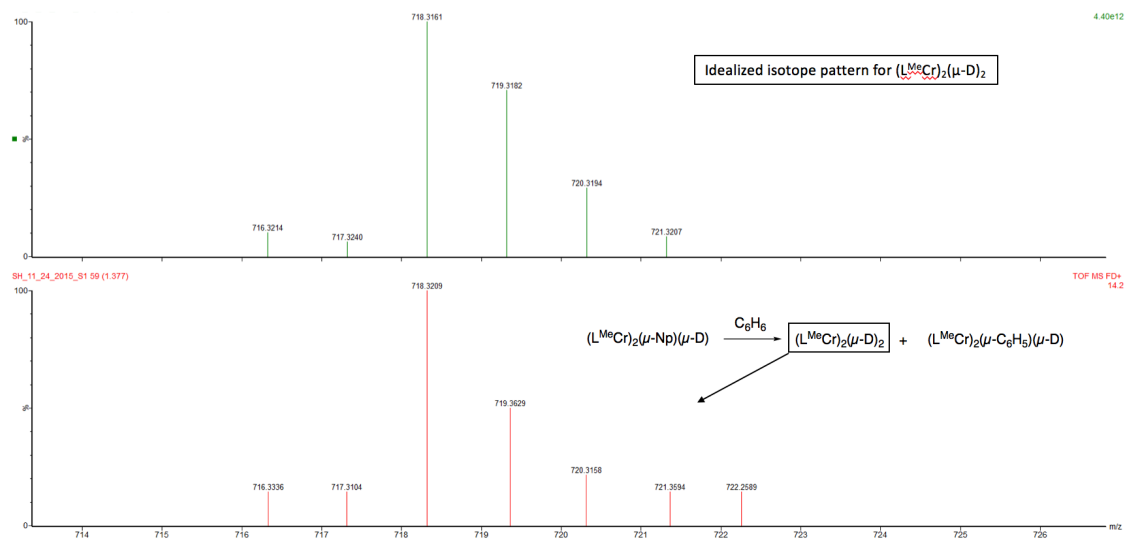 100
718.3161
4.40e12
Idealized isotope pattern for (LᴹᵉCr)₂(μ-D)₂
719.3182
%
720.3194
716.3214
717.3240
721.3207
0
SH_11_24_2015_S1 59 (1.377)
TOF MS FD+
14.2
100
718.3209
(LᴹᵉCr)₂(μ-Np)(μ-D) C₆H₆ (LᴹᵉCr)₂(μ-D)₂ + (LᴹᵉCr)₂(μ-C₆H₅)(μ-D)
719.3629
%
720.3158
716.3336
717.3104
721.3594
722.2589
0
m/z
714 715 716 717 718 719 720 721 722 723 724 725 726